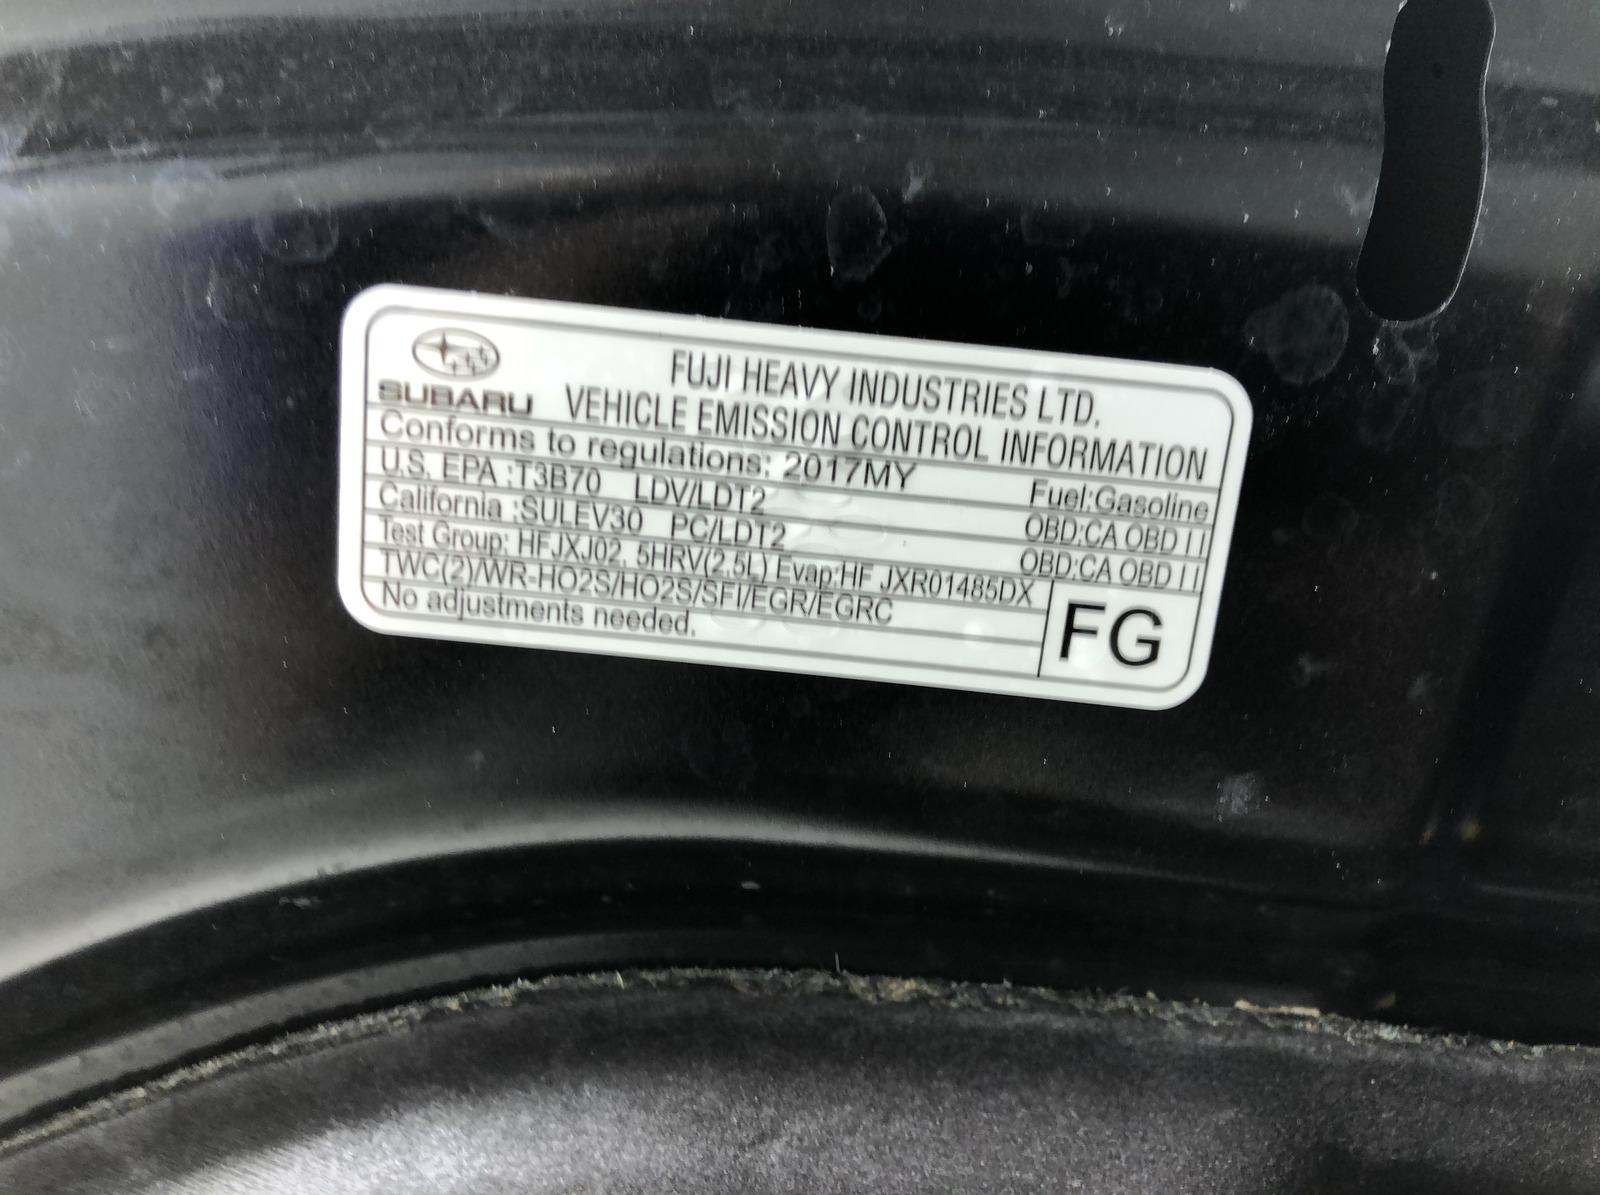 FUJI HEAVY INDUSTRIES LTD.
SUBARU VEHICLE EMISSION CONTROL INFORMATION
Conforms to regulations: 2017MY Fuel:Gasoline
U.S. EPA :T3B70 LDV/LDT2 OBD:CA OBD II
California :SULEV30 PC/LDT2 OBD:CA OBD II
Test Group: HFJXJ02. 5HRV(2.5L) Evap:HF JXR01485DX
TWC(2)/WR-HO2S/HO2S/SFI/EGR/EGRC
No adjustments needed.
FG